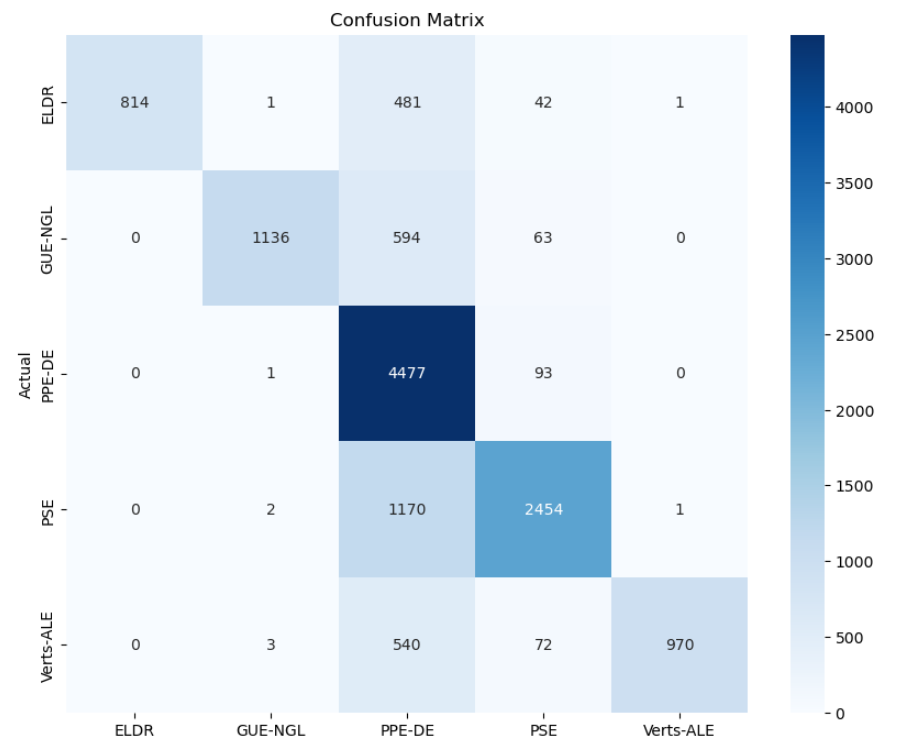 Confusion Matrix
Actual
ELDR 814 1 481 42 1
GUE-NGL 0 1136 594 63 0
PPE-DE 0 1 4477 93 0
PSE 0 2 1170 2454 1
Verts-ALE 0 3 540 72 970
ELDR GUE-NGL PPE-DE PSE Verts-ALE
4000
3500
3000
2500
2000
1500
1000
500
0